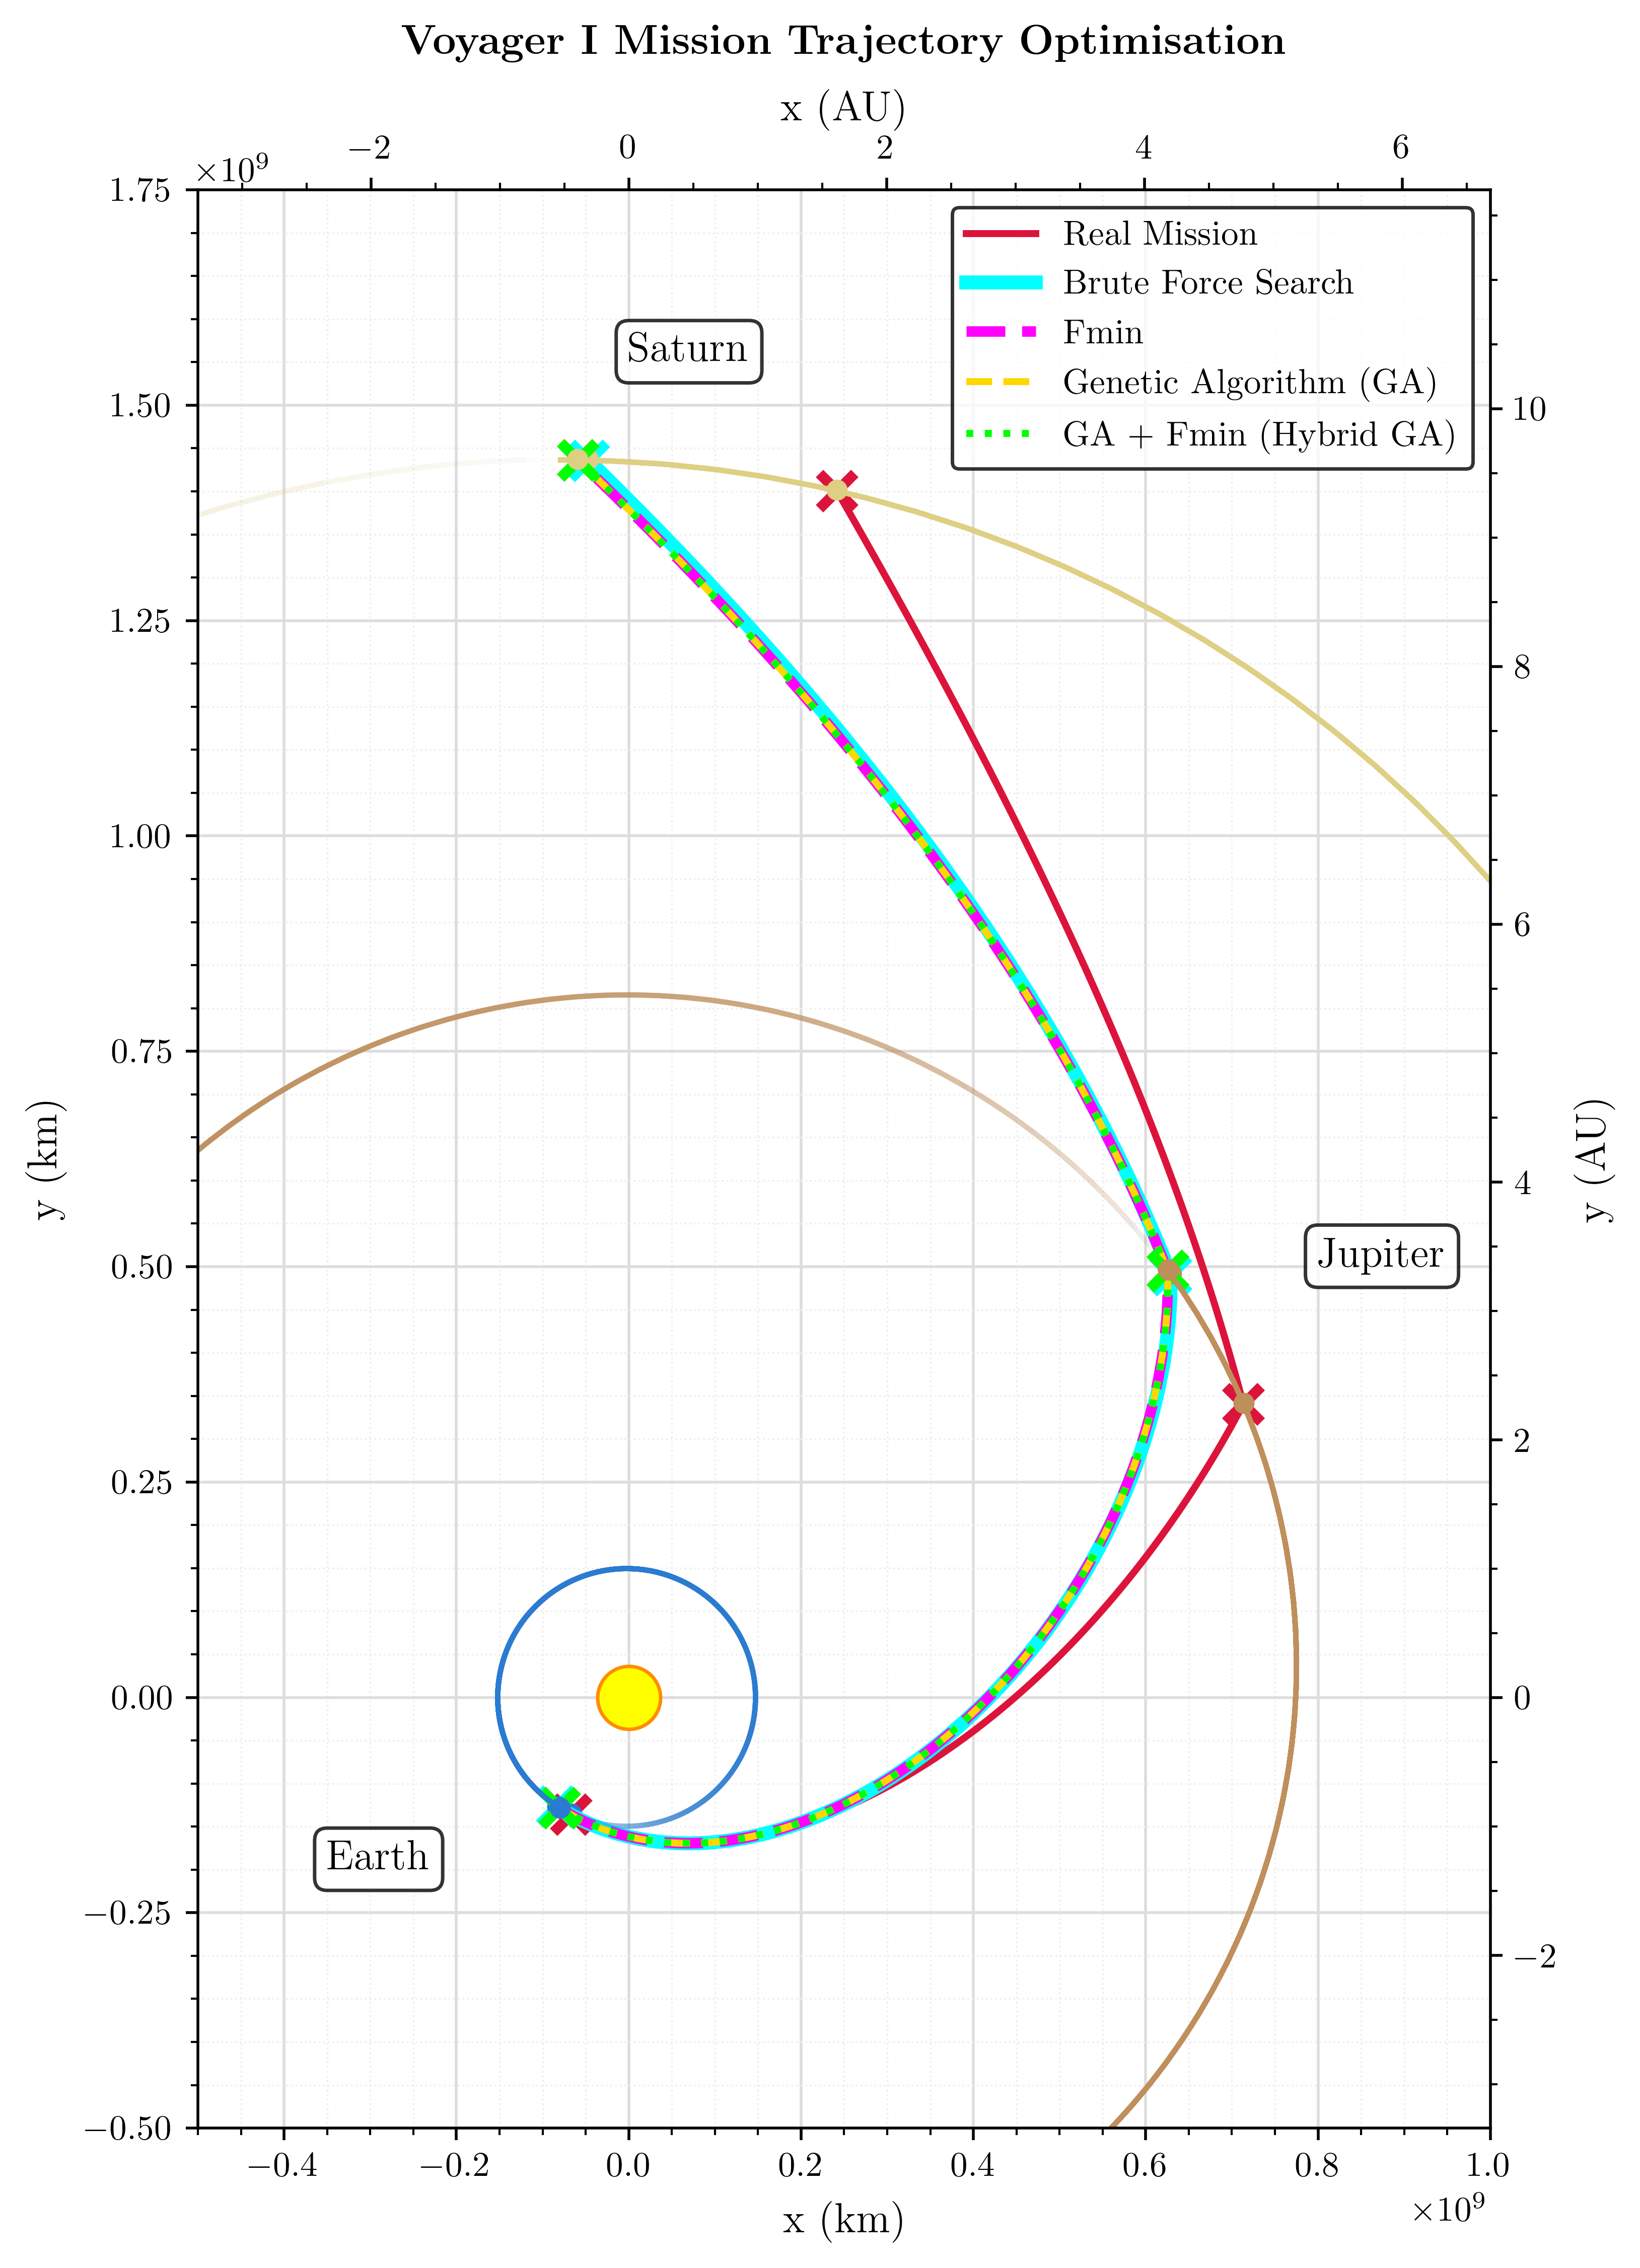 Voyager I Mission Trajectory Optimisation
x (AU)
−2 0 2 4 6
×10⁹
1.75
1.50
1.25
1.00
0.75
0.50
0.25
0.00
−0.25
−0.50
y (km)
Real Mission
Brute Force Search
Fmin
Genetic Algorithm (GA)
GA + Fmin (Hybrid GA)
Saturn
Jupiter
Earth
10
8
6
4
2
0
−2
y (AU)
−0.4 −0.2 0.0 0.2 0.4 0.6 0.8 1.0
×10⁹
x (km)